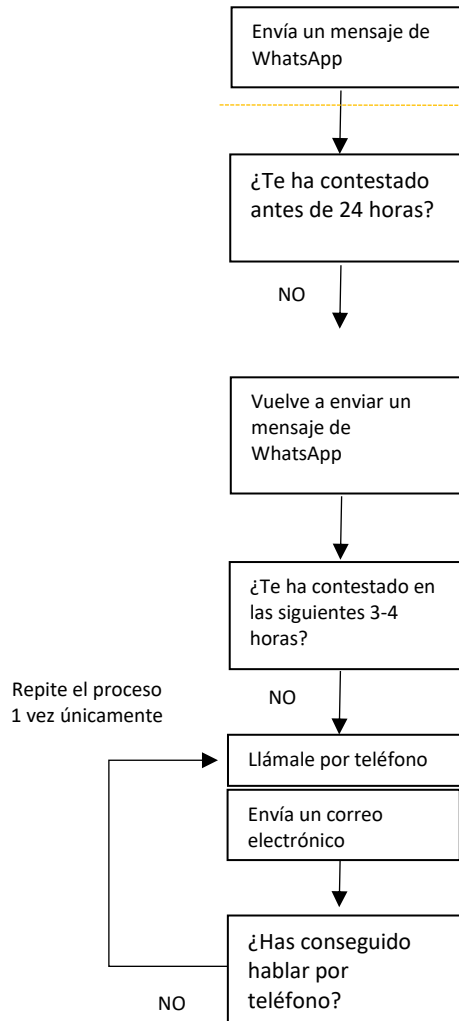 Envía un mensaje de
WhatsApp
¿Te ha contestado
antes de 24 horas?
NO
Vuelve a enviar un
mensaje de
WhatsApp
¿Te ha contestado en
las siguientes 3-4
horas?
NO
Repite el proceso
1 vez únicamente
Llámale por teléfono
Envía un correo
electrónico
¿Has conseguido
hablar por
teléfono?
NO